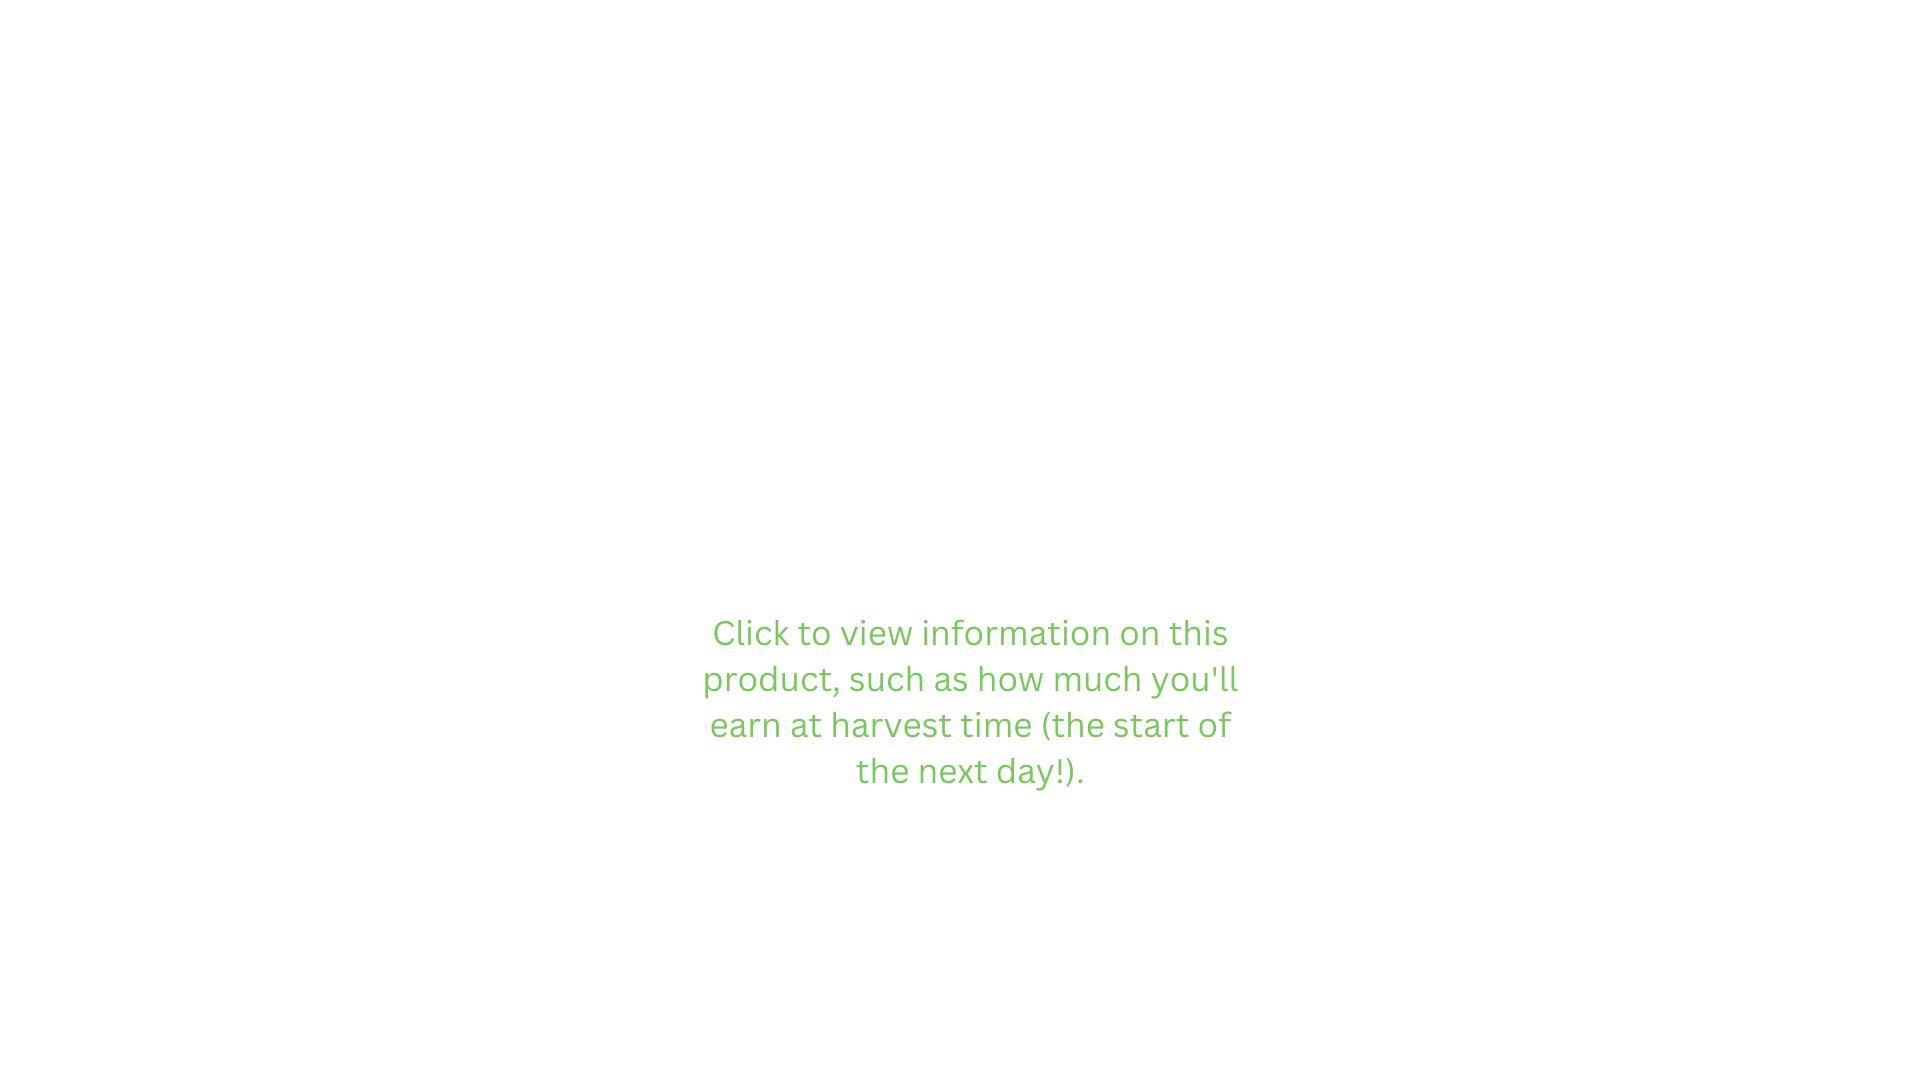 Click to view information on this
product, such as how much you'll
earn at harvest time (the start of
the next day!).